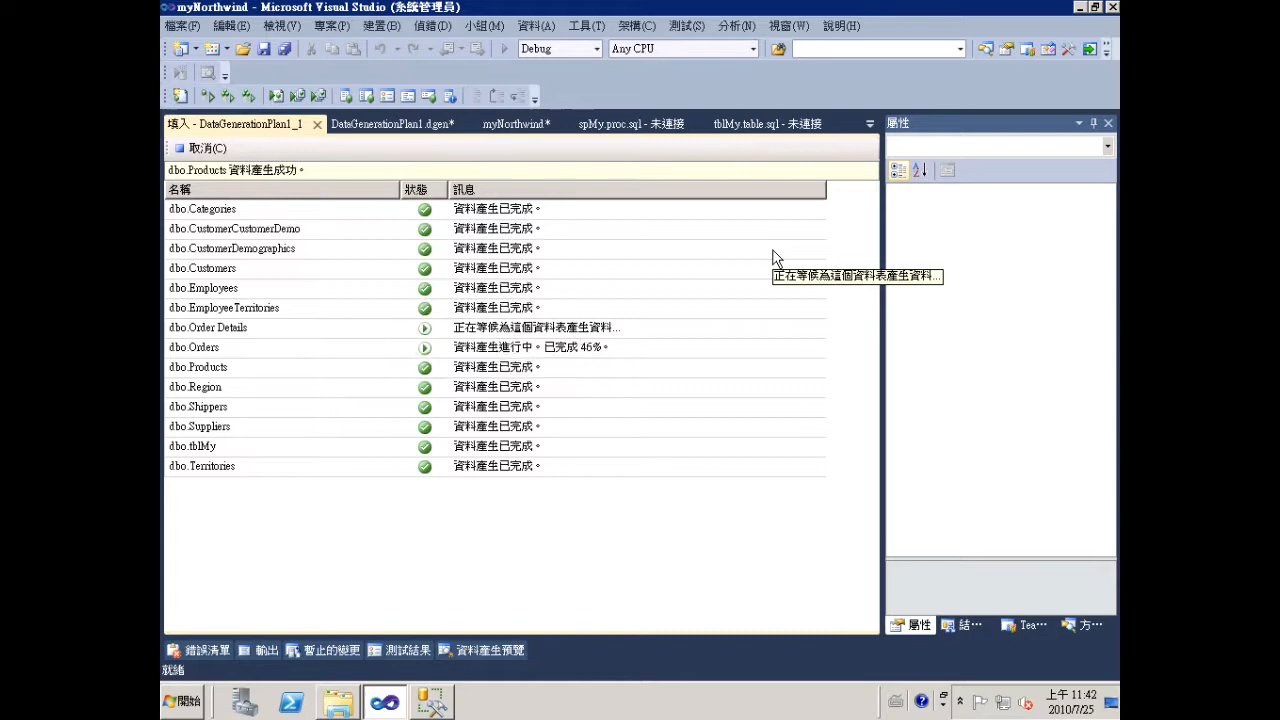 myNorthwind - Microsoft Visual Studio (系統管理員)
檔案(F) 編輯(E) 檢視(V) 專案(P) 建置(B) 偵錯(D) 小組(M) 資料(A) 工具(T) 架構(C) 測試(S) 分析(N) 視窗(W) 說明(H)
Debug Any CPU
填入 - DataGenerationPlan1_1 DataGenerationPlan1.dgen* myNorthwind* spMy.proc.sql - 未連接 tblMy.table.sql - 未連接 屬性
取消(C)
dbo.Products 資料產生成功。
名稱 狀態 訊息
dbo.Categories 資料產生已完成。
dbo.CustomerCustomerDemo 資料產生已完成。
dbo.CustomerDemographics 資料產生已完成。
dbo.Customers 資料產生已完成。
正在等候為這個資料表產生資料...
dbo.Employees 資料產生已完成。
dbo.EmployeeTerritories 資料產生已完成。
dbo.Order Details 正在等候為這個資料表產生資料...
dbo.Orders 資料產生進行中。已完成 46%。
dbo.Products 資料產生已完成。
dbo.Region 資料產生已完成。
dbo.Shippers 資料產生已完成。
dbo.Suppliers 資料產生已完成。
dbo.tblMy 資料產生已完成。
dbo.Territories 資料產生已完成。
屬性 結… Tea… 方…
錯誤清單 輸出 暫止的變更 測試結果 資料產生預覽
就緒
開始 上午 11:42
2010/7/25